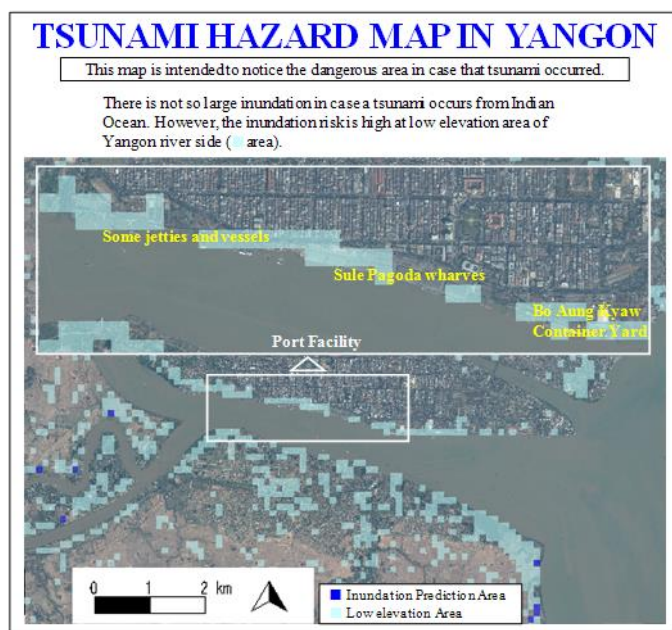 TSUNAMI HAZARD MAP IN YANGON
This map is intended to notice the dangerous area in case that tsunami occurred.
There is not so large inundation in case a tsunami occurs from Indian
Ocean. However, the inundation risk is high at low elevation area of
Yangon river side ( area).
Some jetties and vessels
Sule Pagoda wharves
Bo Aung Kyaw
Container Yard
Port Facility
0 1 2 km
Inundation Prediction Area
Low elevation Area